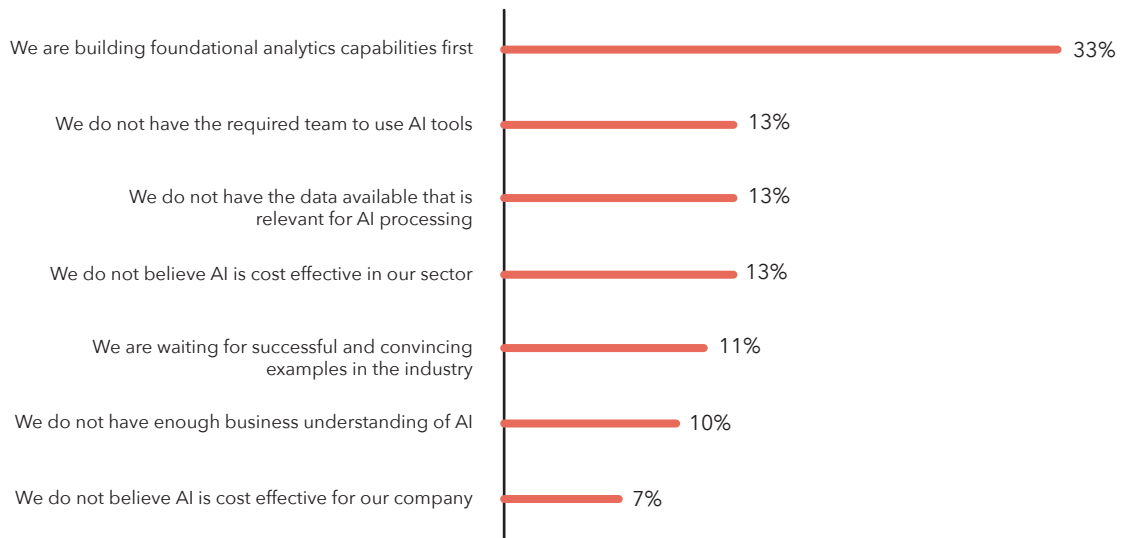 We are building foundational analytics capabilities first
33%
We do not have the required team to use AI tools
13%
We do not have the data available that is
relevant for AI processing
13%
We do not believe AI is cost effective in our sector
13%
We are waiting for successful and convincing
examples in the industry
11%
We do not have enough business understanding of AI
10%
We do not believe AI is cost effective for our company
7%